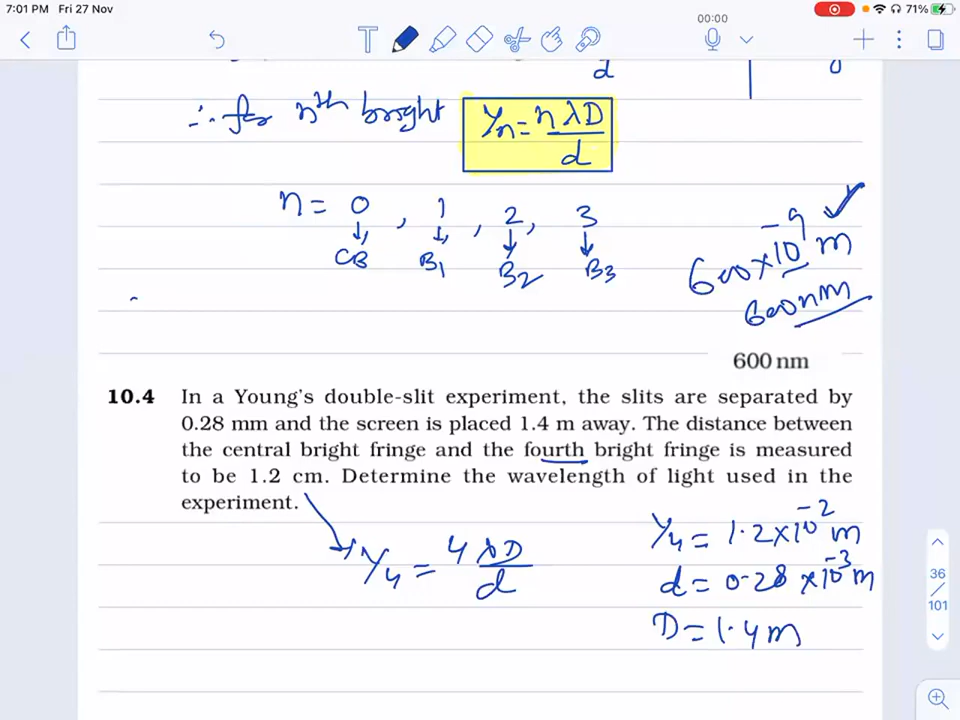 7:01 PM Fri 27 Nov
71%
00:00
T
d
0
∴ for nth bright Yn = nλD/d
n = 0, 1, 2, 3
CB B1 B2 B3
600×10⁻⁹ m
600nm
600 nm
10.4 In a Young's double-slit experiment, the slits are separated by
0.28 mm and the screen is placed 1.4 m away. The distance between
the central bright fringe and the fourth bright fringe is measured
to be 1.2 cm. Determine the wavelength of light used in the
experiment.
Y4 = 4λD/d
Y4 = 1.2×10⁻² m
d = 0.28 ×10⁻³ m
D = 1.4 m
36
/
101